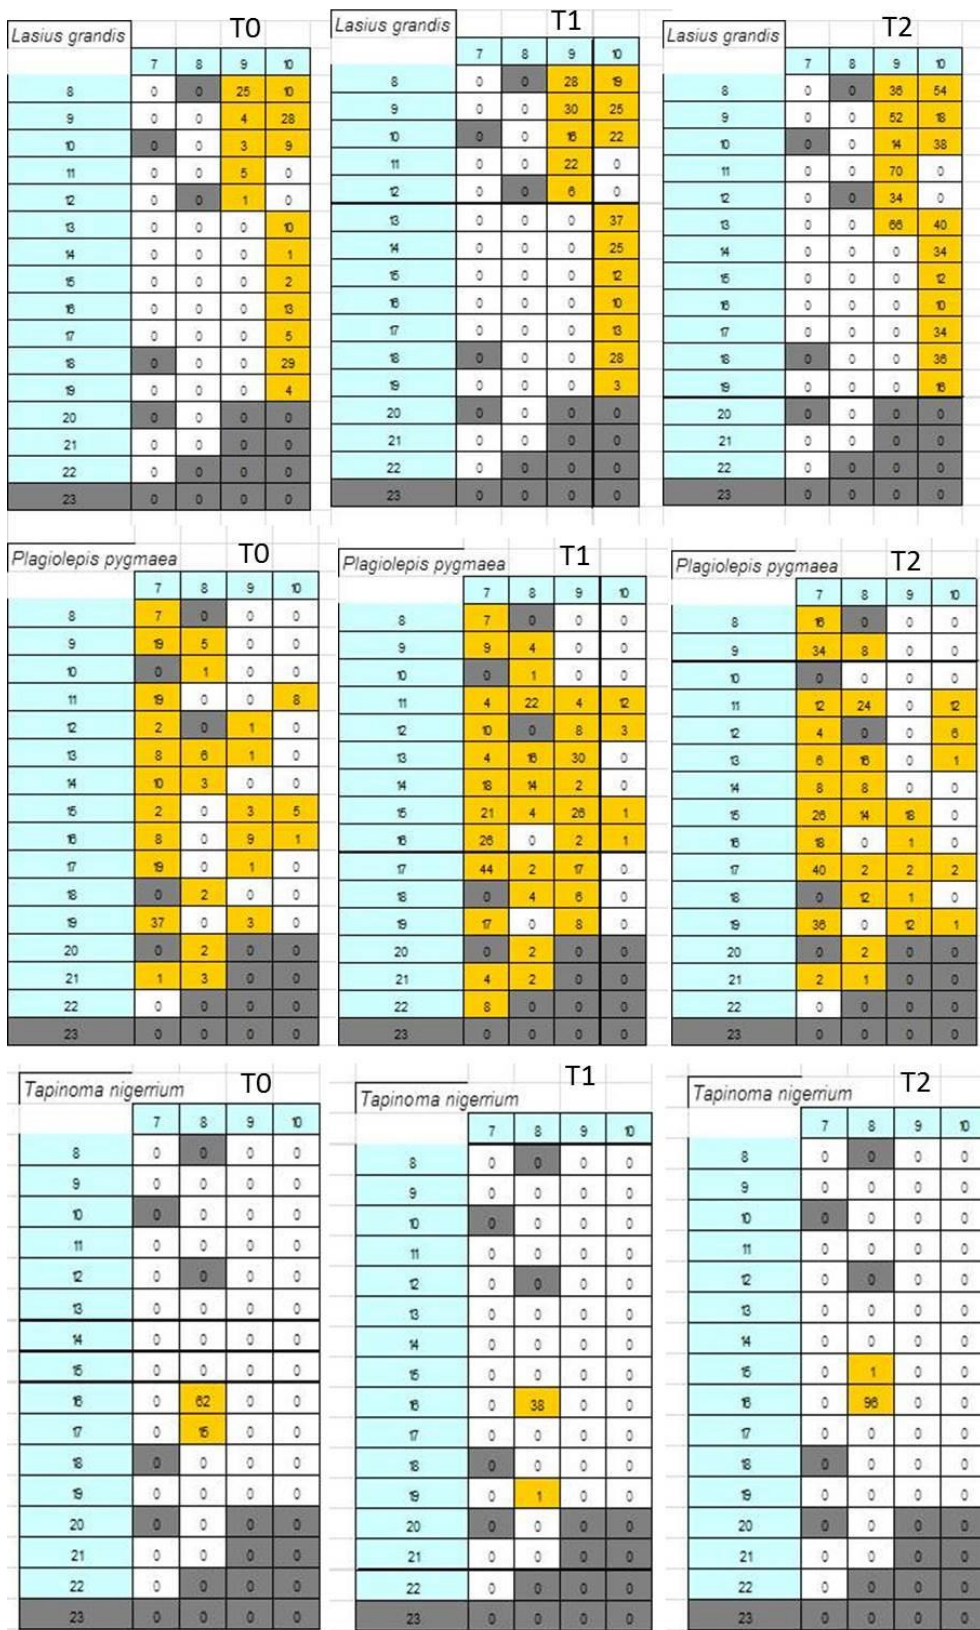 Lasius grandis T0
7 8 9 10
8 0 0 25 10
9 0 0 4 28
10 0 0 3 9
11 0 0 5 0
12 0 0 1 0
13 0 0 0 10
14 0 0 0 1
15 0 0 0 2
16 0 0 0 13
17 0 0 0 5
18 0 0 0 29
19 0 0 0 4
20 0 0 0 0
21 0 0 0 0
22 0 0 0 0
23 0 0 0 0
Lasius grandis T1
7 8 9 10
8 0 0 28 19
9 0 0 30 25
10 0 0 16 22
11 0 0 22 0
12 0 0 6 0
13 0 0 0 37
14 0 0 0 25
15 0 0 0 12
16 0 0 0 10
17 0 0 0 13
18 0 0 0 28
19 0 0 0 3
20 0 0 0 0
21 0 0 0 0
22 0 0 0 0
23 0 0 0 0
Lasius grandis T2
7 8 9 10
8 0 0 36 54
9 0 0 52 18
10 0 0 14 38
11 0 0 70 0
12 0 0 34 0
13 0 0 66 40
14 0 0 0 34
15 0 0 0 12
16 0 0 0 10
17 0 0 0 34
18 0 0 0 36
19 0 0 0 16
20 0 0 0 0
21 0 0 0 0
22 0 0 0 0
23 0 0 0 0
Plagiolepis pygmaea T0
7 8 9 10
8 7 0 0 0
9 19 5 0 0
10 0 1 0 0
11 19 0 0 8
12 2 0 1 0
13 8 6 1 0
14 10 3 0 0
15 2 0 3 5
16 8 0 9 1
17 19 0 1 0
18 0 2 0 0
19 37 0 3 0
20 0 2 0 0
21 1 3 0 0
22 0 0 0 0
23 0 0 0 0
Plagiolepis pygmaea T1
7 8 9 10
8 7 0 0 0
9 9 4 0 0
10 0 1 0 0
11 4 22 4 12
12 10 0 8 3
13 4 16 30 0
14 18 14 2 0
15 21 4 26 1
16 26 0 2 1
17 44 2 17 0
18 0 4 6 0
19 17 0 8 0
20 0 2 0 0
21 4 2 0 0
22 8 0 0 0
23 0 0 0 0
Plagiolepis pygmaea T2
7 8 9 10
8 16 0 0 0
9 34 8 0 0
10 0 0 0 0
11 12 24 0 12
12 4 0 0 6
13 6 16 0 1
14 8 8 0 0
15 26 14 18 0
16 18 0 1 0
17 40 2 2 2
18 0 12 1 0
19 36 0 12 1
20 0 2 0 0
21 2 1 0 0
22 0 0 0 0
23 0 0 0 0
Tapinoma nigerrium T0
7 8 9 10
8 0 0 0 0
9 0 0 0 0
10 0 0 0 0
11 0 0 0 0
12 0 0 0 0
13 0 0 0 0
14 0 0 0 0
15 0 0 0 0
16 0 62 0 0
17 0 15 0 0
18 0 0 0 0
19 0 0 0 0
20 0 0 0 0
21 0 0 0 0
22 0 0 0 0
23 0 0 0 0
Tapinoma nigerrium T1
7 8 9 10
8 0 0 0 0
9 0 0 0 0
10 0 0 0 0
11 0 0 0 0
12 0 0 0 0
13 0 0 0 0
14 0 0 0 0
15 0 0 0 0
16 0 38 0 0
17 0 0 0 0
18 0 0 0 0
19 0 1 0 0
20 0 0 0 0
21 0 0 0 0
22 0 0 0 0
23 0 0 0 0
Tapinoma nigerrium T2
7 8 9 10
8 0 0 0 0
9 0 0 0 0
10 0 0 0 0
11 0 0 0 0
12 0 0 0 0
13 0 0 0 0
14 0 0 0 0
15 0 1 0 0
16 0 96 0 0
17 0 0 0 0
18 0 0 0 0
19 0 0 0 0
20 0 0 0 0
21 0 0 0 0
22 0 0 0 0
23 0 0 0 0